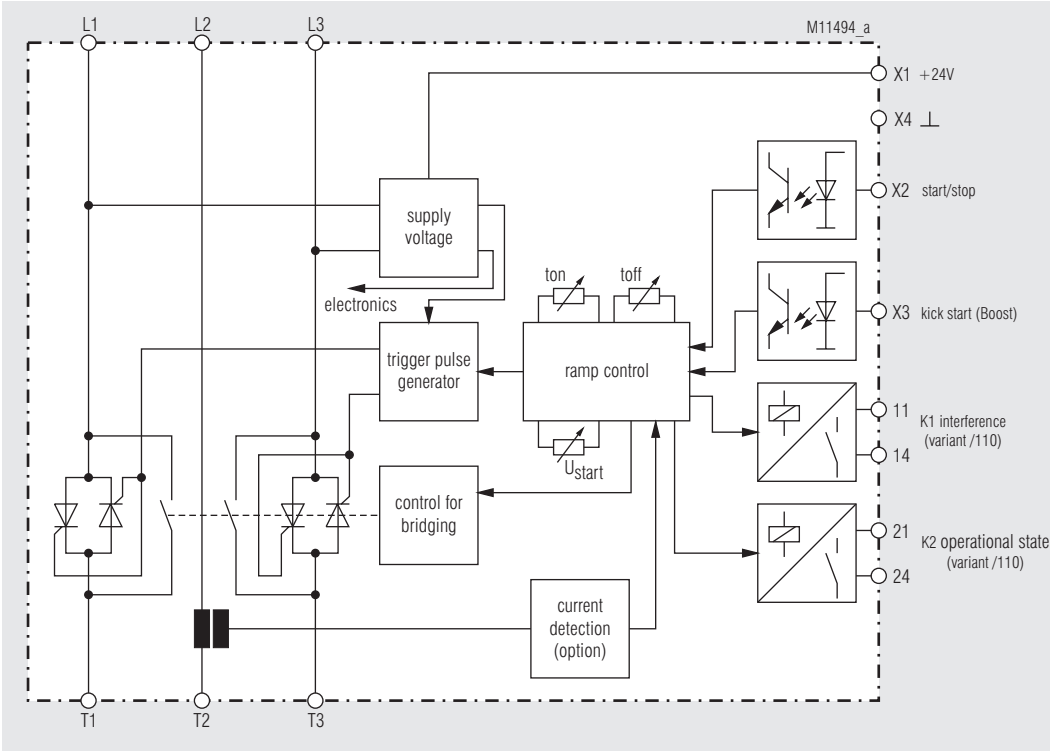 L1
L2
L3
M11494_a
X1 +24V
X4 ⊥
X2 start/stop
supply
voltage
electronics
ton
toff
X3 kick start (Boost)
trigger pulse
generator
ramp control
11
K1 interference
(variant /110)
14
Ustart
control for
bridging
21
K2 operational state
(variant /110)
24
current
detection
(option)
T1
T2
T3